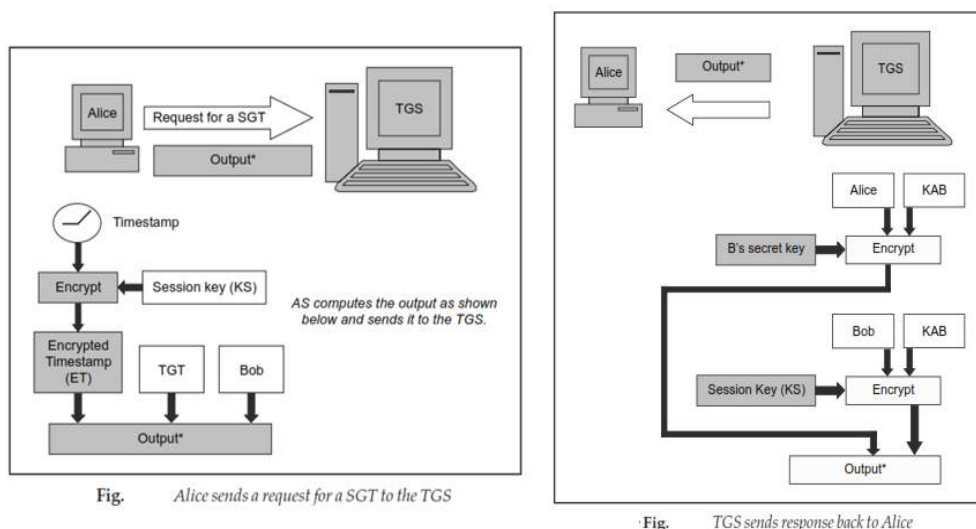 Alice
Request for a SGT
TGS
Output*
Timestamp
Encrypt
Session key (KS)
AS computes the output as shown
below and sends it to the TGS.
Encrypted
Timestamp
(ET)
TGT
Bob
Output*
Fig. Alice sends a request for a SGT to the TGS
Alice
Output*
TGS
Alice
KAB
B's secret key
Encrypt
Bob
KAB
Session Key (KS)
Encrypt
Output*
Fig. TGS sends response back to Alice